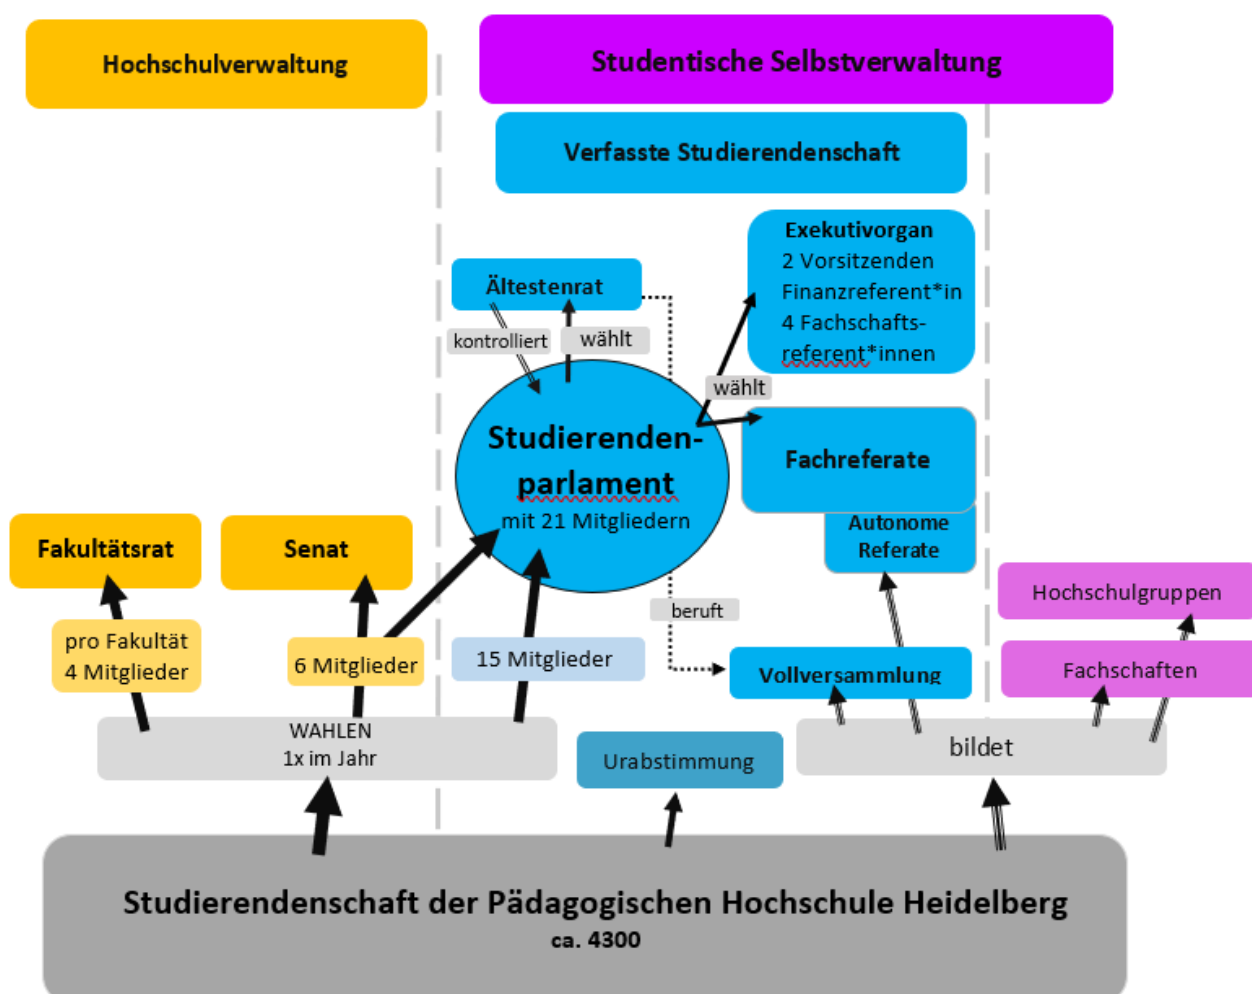 Hochschulverwaltung
Studentische Selbstverwaltung
Verfasste Studierendenschaft
Exekutivorgan
2 Vorsitzenden
Finanzreferent*in
4 Fachschafts-
referent*innen
Ältestenrat
kontrolliert
wählt
wählt
Studierenden-
parlament
mit 21 Mitgliedern
Fachreferate
Autonome
Referate
Fakultätsrat
Senat
Hochschulgruppen
beruft
pro Fakultät
4 Mitglieder
6 Mitglieder
15 Mitglieder
Vollversammlung
Fachschaften
WAHLEN
1x im Jahr
Urabstimmung
bildet
Studierendenschaft der Pädagogischen Hochschule Heidelberg
ca. 4300